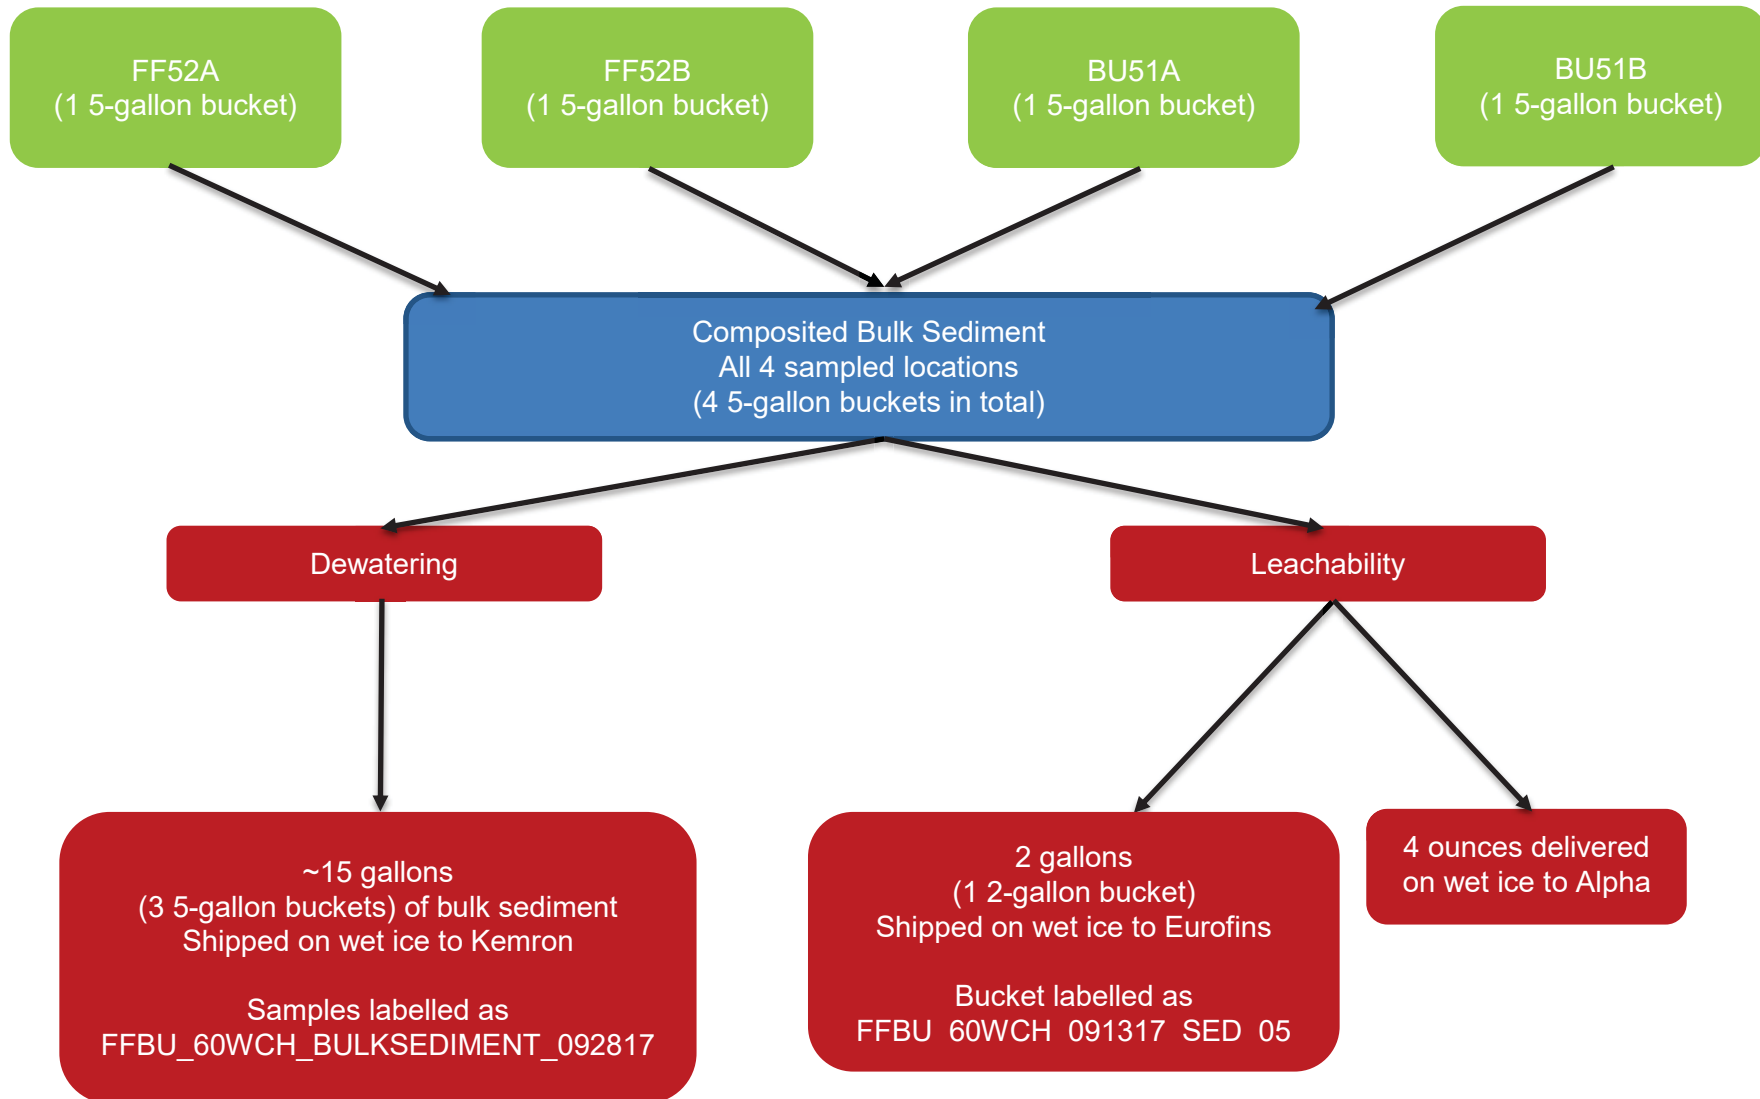 FF52A
(1 5-gallon bucket)
FF52B
(1 5-gallon bucket)
BU51A
(1 5-gallon bucket)
BU51B
(1 5-gallon bucket)
Composited Bulk Sediment
All 4 sampled locations
(4 5-gallon buckets in total)
Dewatering
Leachability
~15 gallons
(3 5-gallon buckets) of bulk sediment
Shipped on wet ice to Kemron
Samples labelled as
FFBU_60WCH_BULKSEDIMENT_092817
2 gallons
(1 2-gallon bucket)
Shipped on wet ice to Eurofins
Bucket labelled as
FFBU 60WCH 091317 SED 05
4 ounces delivered
on wet ice to Alpha